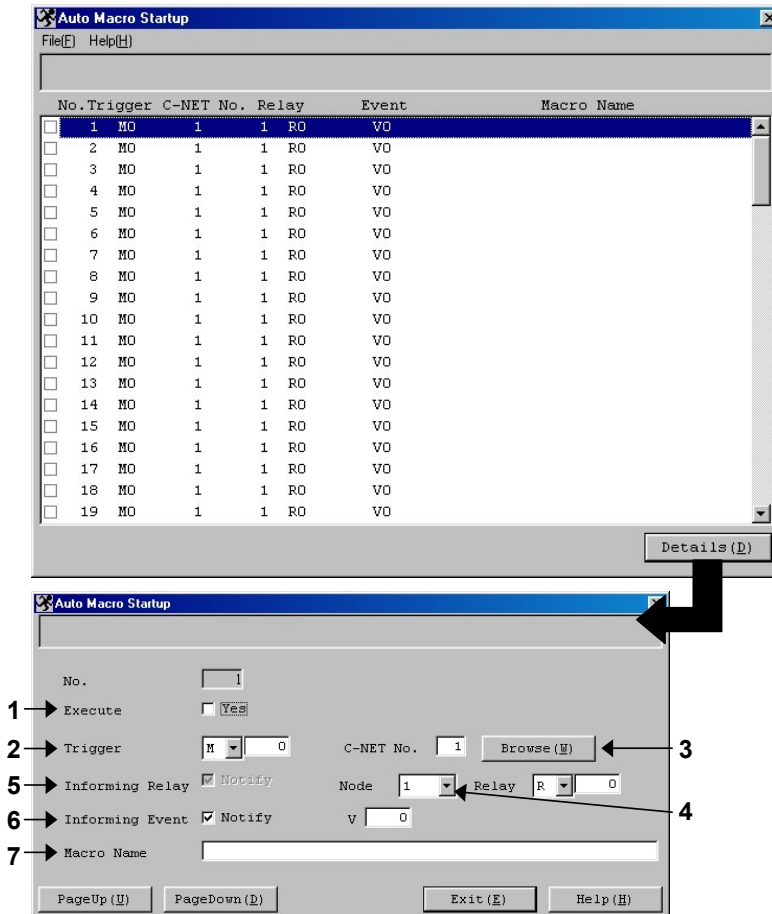 Auto Macro Startup
File(F) Help(H)
No. Trigger C-NET No. Relay Event Macro Name
1 M0 1 1 R0 V0
2 M0 1 1 R0 V0
3 M0 1 1 R0 V0
4 M0 1 1 R0 V0
5 M0 1 1 R0 V0
6 M0 1 1 R0 V0
7 M0 1 1 R0 V0
8 M0 1 1 R0 V0
9 M0 1 1 R0 V0
10 M0 1 1 R0 V0
11 M0 1 1 R0 V0
12 M0 1 1 R0 V0
13 M0 1 1 R0 V0
14 M0 1 1 R0 V0
15 M0 1 1 R0 V0
16 M0 1 1 R0 V0
17 M0 1 1 R0 V0
18 M0 1 1 R0 V0
19 M0 1 1 R0 V0
Details(D)
Auto Macro Startup
No. 1
1 Execute Yes
2 Trigger M 0 C-NET No. 1 Browse(W) 3
5 Informing Relay Notify Node 1 Relay R 0
4
6 Informing Event Notify V 0
7 Macro Name
PageUp(U) PageDown(D) Exit(E) Help(H)